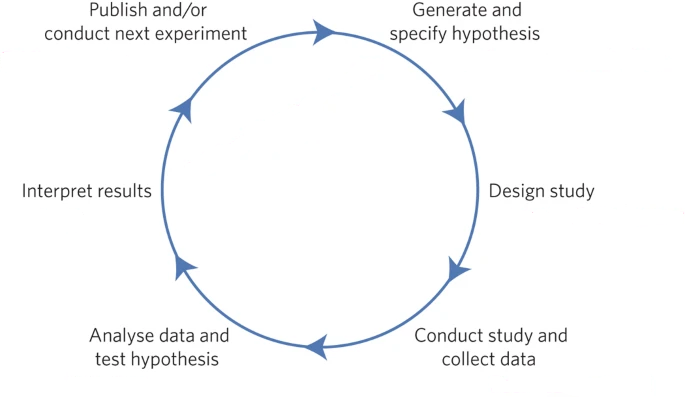 Publish and/or
conduct next experiment
Generate and
specify hypothesis
Design study
Conduct study and
collect data
Analyse data and
test hypothesis
Interpret results